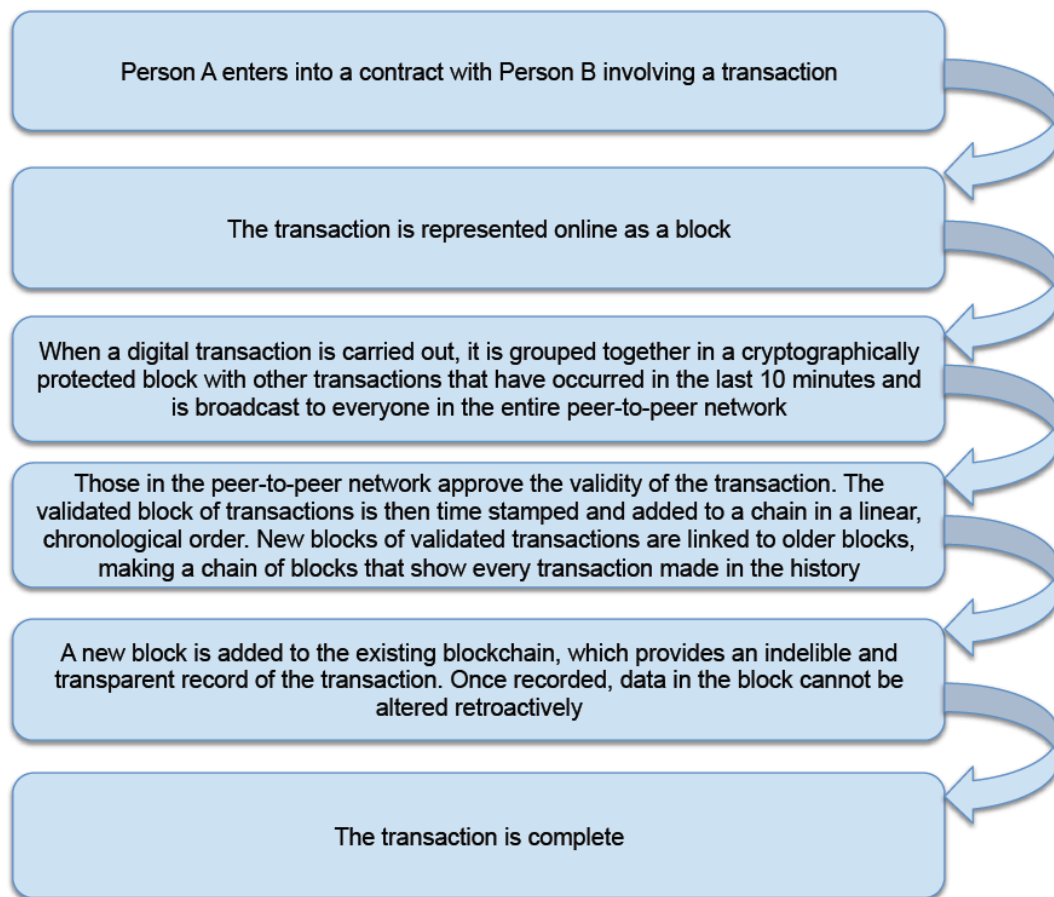 Person A enters into a contract with Person B involving a transaction
The transaction is represented online as a block
When a digital transaction is carried out, it is grouped together in a cryptographically
protected block with other transactions that have occurred in the last 10 minutes and
is broadcast to everyone in the entire peer-to-peer network
Those in the peer-to-peer network approve the validity of the transaction. The
validated block of transactions is then time stamped and added to a chain in a linear,
chronological order. New blocks of validated transactions are linked to older blocks,
making a chain of blocks that show every transaction made in the history
A new block is added to the existing blockchain, which provides an indelible and
transparent record of the transaction. Once recorded, data in the block cannot be
altered retroactively
The transaction is complete